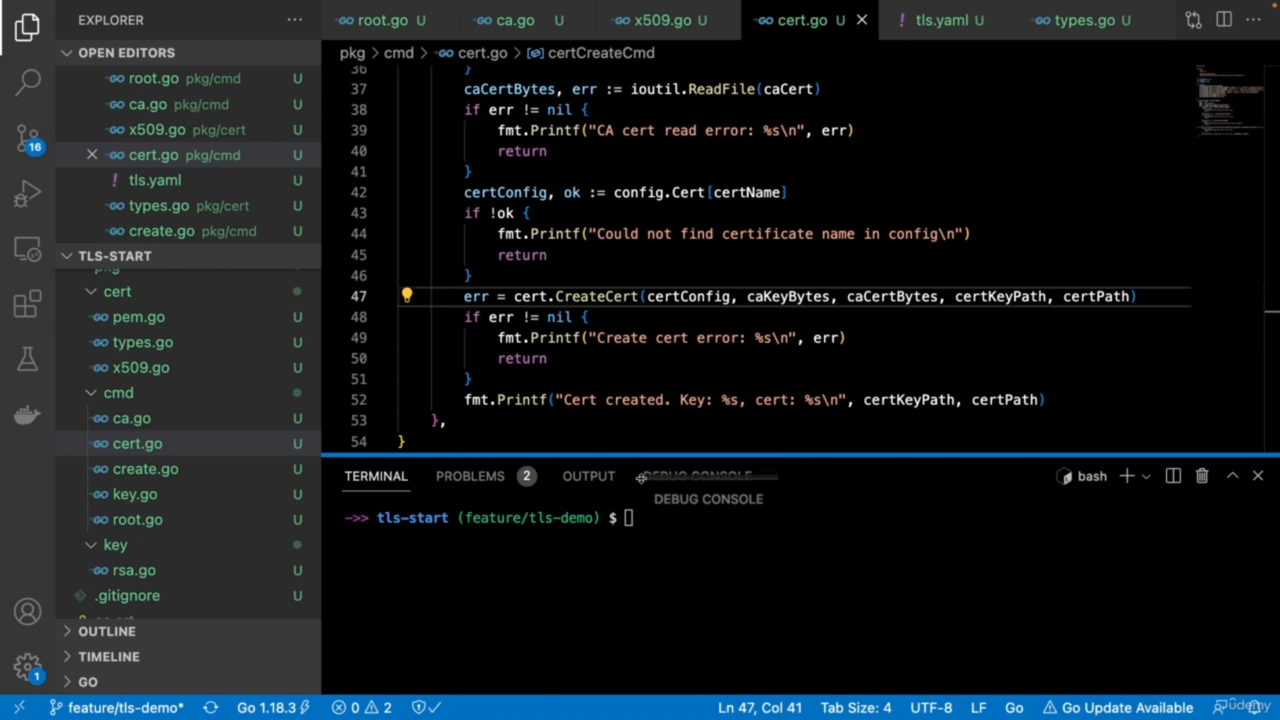 EXPLORER
root.go U
ca.go U
x509.go U
cert.go U
tls.yaml U
types.go U
OPEN EDITORS
root.go pkg/cmd U
ca.go pkg/cmd U
x509.go pkg/cert U
cert.go pkg/cmd U
tls.yaml U
types.go pkg/cert U
create.go pkg/cmd U
TLS-START
pkg
cert
pem.go U
types.go U
x509.go U
cmd
ca.go U
cert.go U
create.go U
key.go U
root.go U
key
rsa.go U
.gitignore U
OUTLINE
TIMELINE
GO
16
1
pkg > cmd > cert.go > certCreateCmd
36 }
37 caCertBytes, err := ioutil.ReadFile(caCert)
38 if err != nil {
39 fmt.Printf("CA cert read error: %s\n", err)
40 return
41 }
42 certConfig, ok := config.Cert[certName]
43 if !ok {
44 fmt.Printf("Could not find certificate name in config\n")
45 return
46 }
47 err = cert.CreateCert(certConfig, caKeyBytes, caCertBytes, certKeyPath, certPath)
48 if err != nil {
49 fmt.Printf("Create cert error: %s\n", err)
50 return
51 }
52 fmt.Printf("Cert created. Key: %s, cert: %s\n", certKeyPath, certPath)
53 },
54 }
TERMINAL PROBLEMS 2 OUTPUT DEBUG CONSOLE bash
DEBUG CONSOLE
->> tls-start (feature/tls-demo) $
feature/tls-demo* Go 1.18.3 0 2 Ln 47, Col 41 Tab Size: 4 UTF-8 LF Go Go Update Available
Udemy